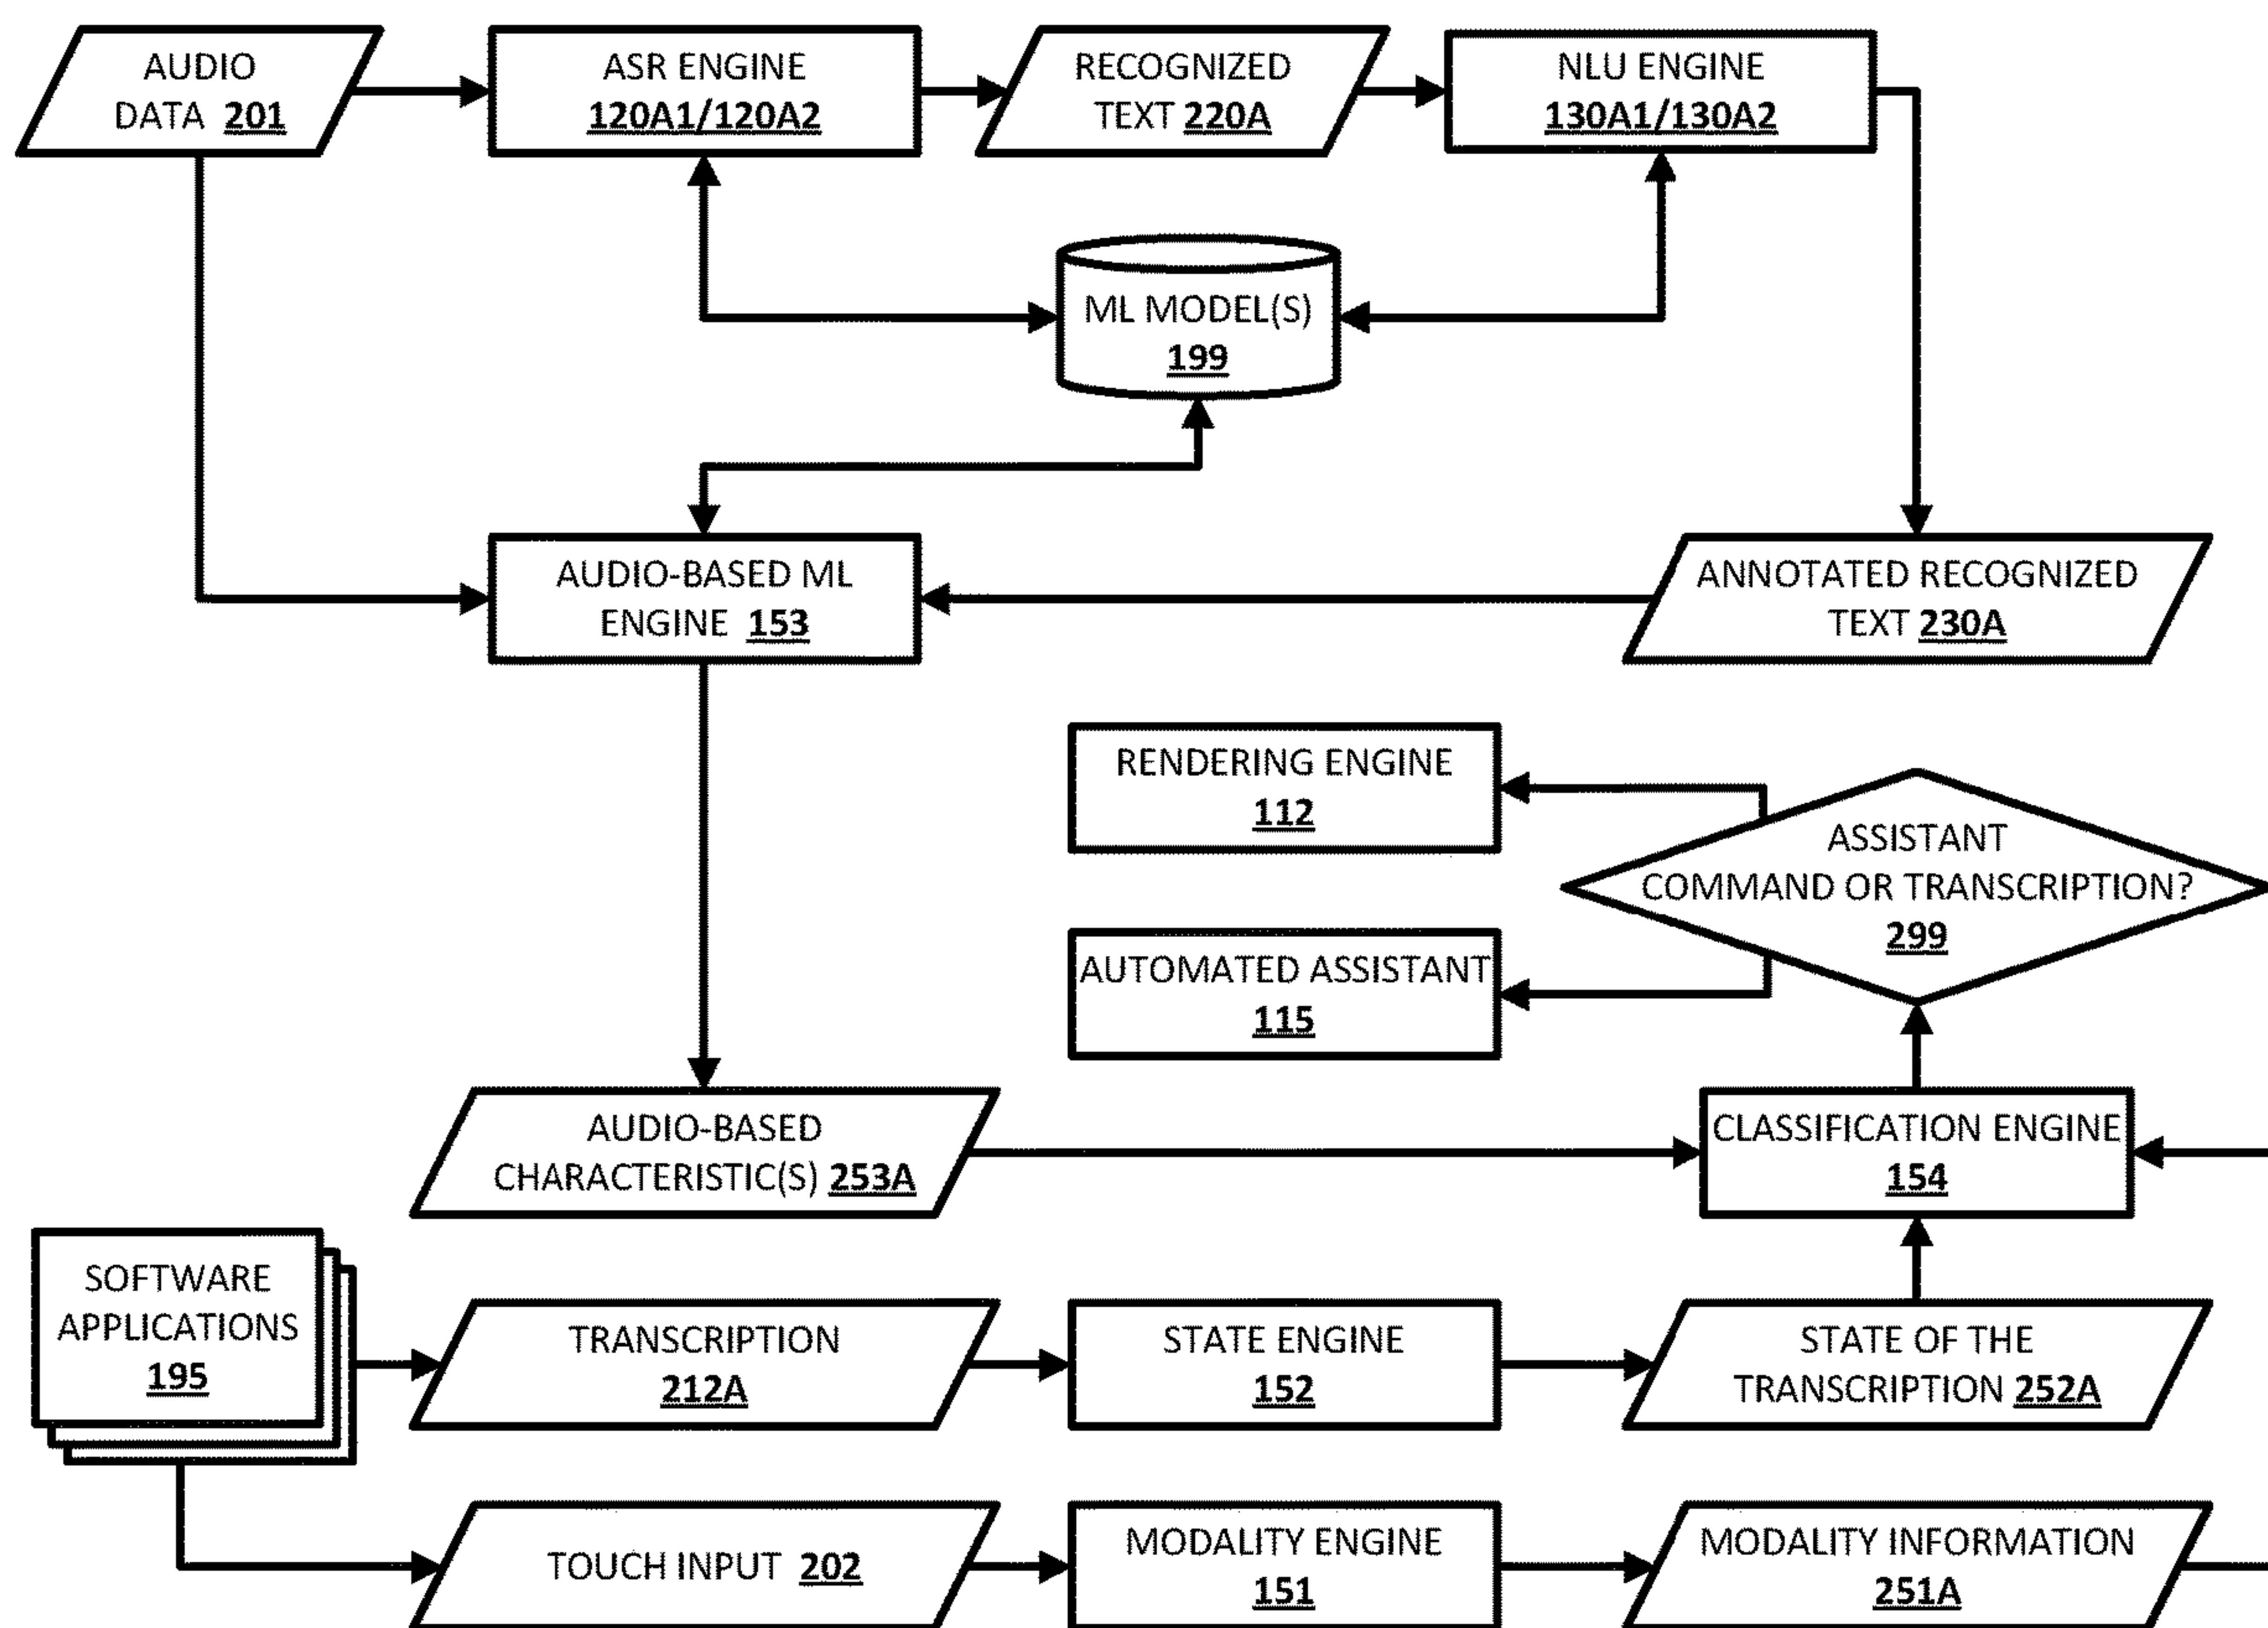 AUDIO
DATA 201
ASR ENGINE
120A1/120A2
RECOGNIZED
TEXT 220A
NLU ENGINE
130A1/130A2
ML MODEL(S)
199
AUDIO-BASED ML
ENGINE 153
ANNOTATED RECOGNIZED
TEXT 230A
RENDERING ENGINE
112
ASSISTANT
COMMAND OR TRANSCRIPTION?
299
AUTOMATED ASSISTANT
115
AUDIO-BASED
CHARACTERISTIC(S) 253A
CLASSIFICATION ENGINE
154
SOFTWARE
APPLICATIONS
195
TRANSCRIPTION
212A
STATE ENGINE
152
STATE OF THE
TRANSCRIPTION 252A
TOUCH INPUT 202
MODALITY ENGINE
151
MODALITY INFORMATION
251A